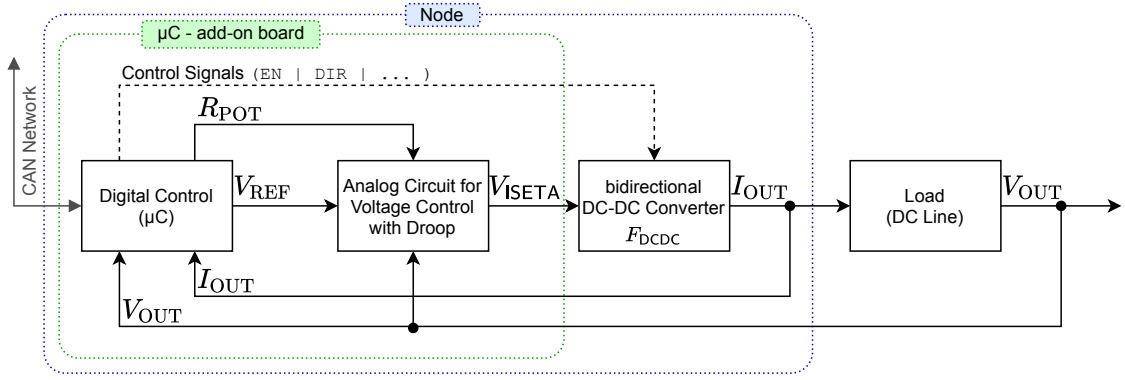 Node
µC - add-on board
Control Signals (EN | DIR | ... )
CAN Network
R_POT
Digital Control
(µC)
V_REF
Analog Circuit for
Voltage Control
with Droop
V_ISETA
bidirectional
DC-DC Converter
F_DCDC
I_OUT
Load
(DC Line)
V_OUT
I_OUT
V_OUT